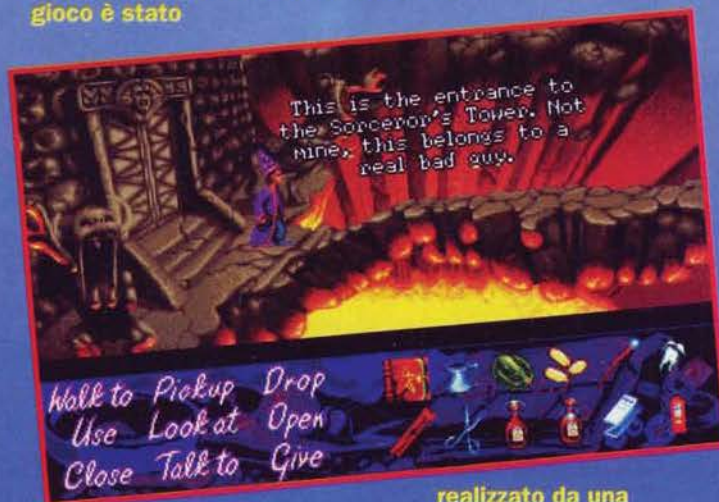 gioco è stato
This is the entrance to
the Sorceror's Tower. Not
mine, this belongs to a
real bad guy.
Walk to Pickup Drop
Use Look at Open
Close Talk to Give
realizzato da una